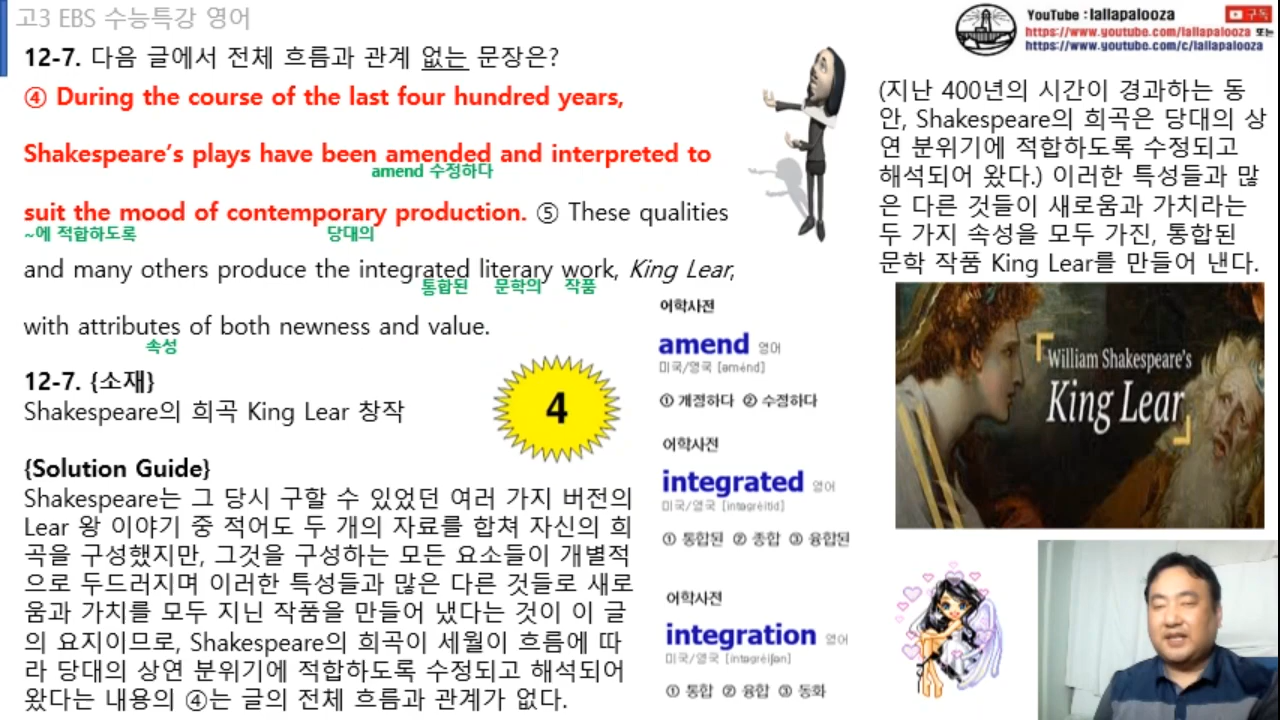 고3 EBS 수능특강 영어
YouTube : lallapalooza
구독
https://www.youtube.com/lallapalooza 또는
https://www.youtube.com/c/lallapalooza
12-7. 다음 글에서 전체 흐름과 관계 없는 문장은?
④ During the course of the last four hundred years,
Shakespeare's plays have been amended and interpreted to
amend 수정하다
suit the mood of contemporary production. ⑤ These qualities
~에 적합하도록 당대의
and many others produce the integrated literary work, King Lear,
통합된 문학의 작품
with attributes of both newness and value.
속성
12-7. {소재}
Shakespeare의 희곡 King Lear 창작
4
{Solution Guide}
Shakespeare는 그 당시 구할 수 있었던 여러 가지 버전의
Lear 왕 이야기 중 적어도 두 개의 자료를 합쳐 자신의 희
곡을 구성했지만, 그것을 구성하는 모든 요소들이 개별적
으로 두드러지며 이러한 특성들과 많은 다른 것들로 새로
움과 가치를 모두 지닌 작품을 만들어 냈다는 것이 이 글
의 요지이므로, Shakespeare의 희곡이 세월이 흐름에 따
라 당대의 상연 분위기에 적합하도록 수정되고 해석되어
왔다는 내용의 ④는 글의 전체 흐름과 관계가 없다.
어학사전
amend 영어
미국/영국 [əménd]
① 개정하다 ② 수정하다
어학사전
integrated 영어
미국/영국 [íntəgrèitid]
① 통합된 ② 종합 ③ 융합된
어학사전
integration 영어
미국/영국 [ìntəgréiʃən]
① 통합 ② 융합 ③ 동화
(지난 400년의 시간이 경과하는 동
안, Shakespeare의 희곡은 당대의 상
연 분위기에 적합하도록 수정되고
해석되어 왔다.) 이러한 특성들과 많
은 다른 것들이 새로움과 가치라는
두 가지 속성을 모두 가진, 통합된
문학 작품 King Lear를 만들어 낸다.
William Shakespeare's
King Lear